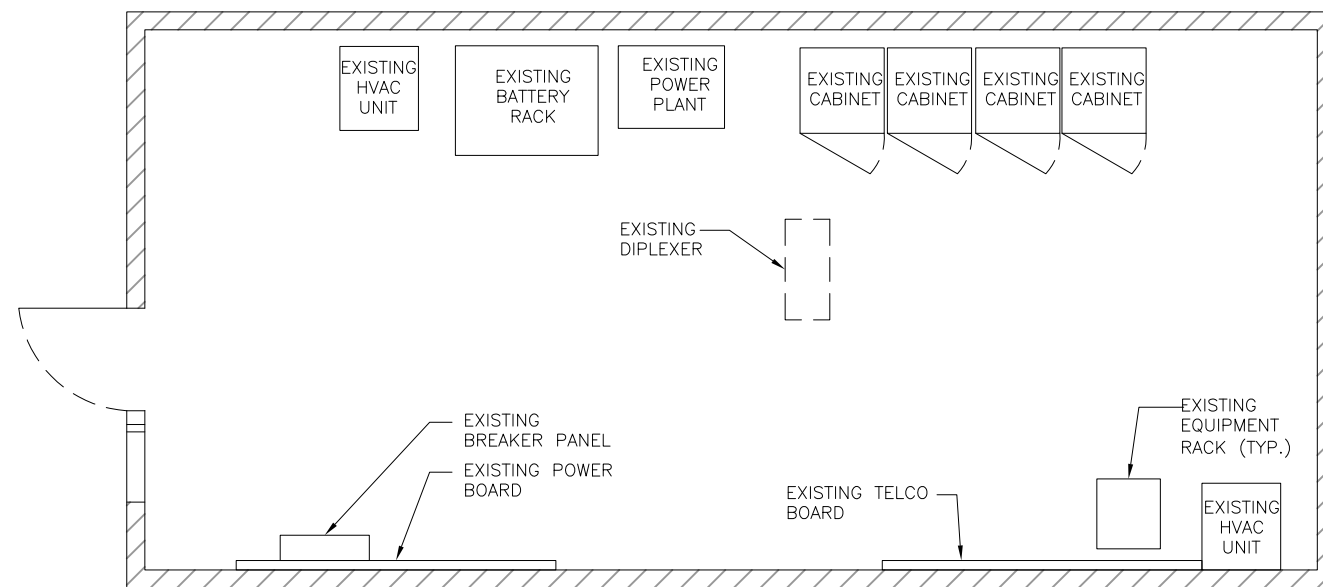 EXISTING
HVAC
UNIT
EXISTING
BATTERY
RACK
EXISTING
POWER
PLANT
EXISTING
CABINET
EXISTING
CABINET
EXISTING
CABINET
EXISTING
CABINET
EXISTING
DIPLEXER
EXISTING
BREAKER PANEL
EXISTING POWER
BOARD
EXISTING TELCO
BOARD
EXISTING
EQUIPMENT
RACK (TYP.)
EXISTING
HVAC
UNIT